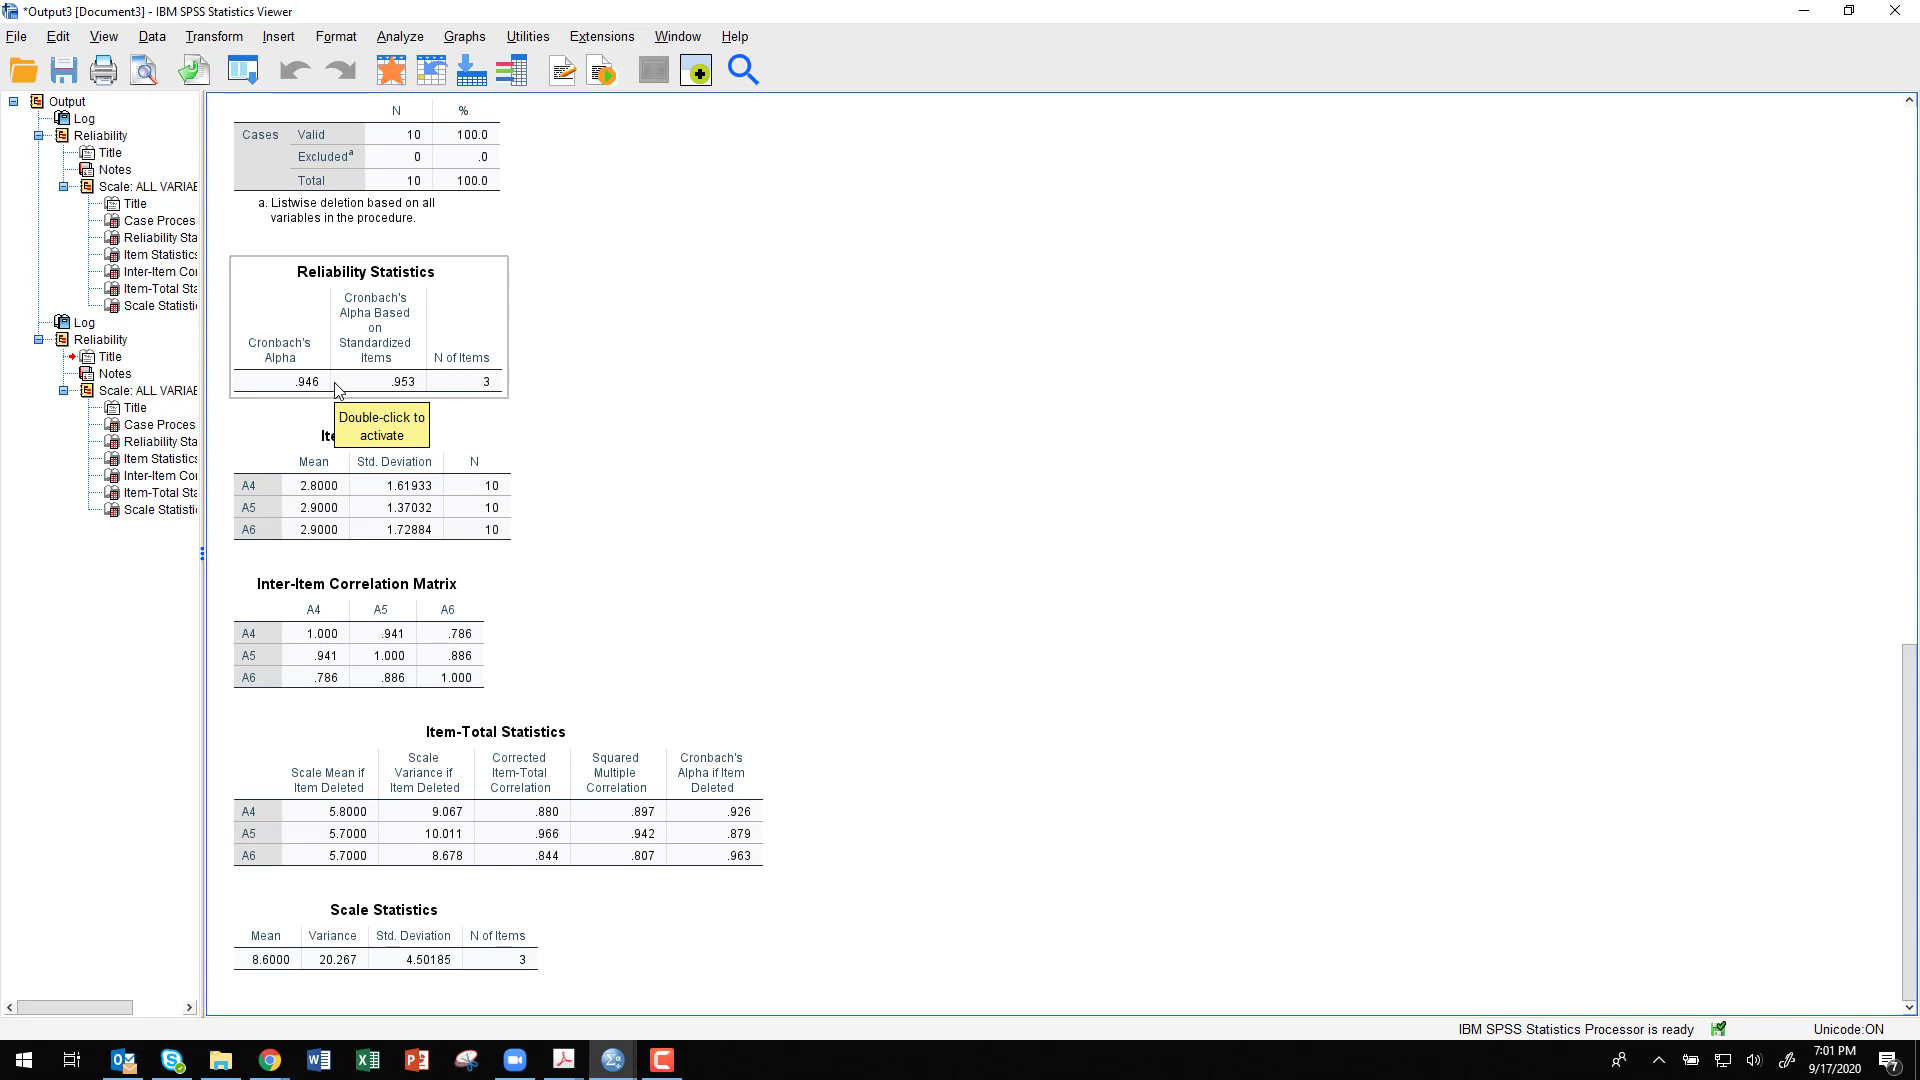 *Output3 [Document3] - IBM SPSS Statistics Viewer
File Edit View Data Transform Insert Format Analyze Graphs Utilities Extensions Window Help
Output
Log
Reliability
Title
Notes
Scale: ALL VARIAE
Title
Case Proces
Reliability Sta
Item Statistics
Inter-Item Co
Item-Total Sta
Scale Statisti
Log
Reliability
Title
Notes
Scale: ALL VARIAE
Title
Case Proces
Reliability Sta
Item Statistics
Inter-Item Co
Item-Total Sta
Scale Statisti
N %
Cases Valid 10 100.0
Excludedᵃ 0 .0
Total 10 100.0
a. Listwise deletion based on all
variables in the procedure.
Reliability Statistics
Cronbach's
Alpha
Cronbach's
Alpha Based
on
Standardized
Items
N of Items
.946 .953 3
Double-click to
activate
Ite
Mean Std. Deviation N
A4 2.8000 1.61933 10
A5 2.9000 1.37032 10
A6 2.9000 1.72884 10
Inter-Item Correlation Matrix
A4 A5 A6
A4 1.000 .941 .786
A5 .941 1.000 .886
A6 .786 .886 1.000
Item-Total Statistics
Scale Mean if
Item Deleted
Scale
Variance if
Item Deleted
Corrected
Item-Total
Correlation
Squared
Multiple
Correlation
Cronbach's
Alpha if Item
Deleted
A4 5.8000 9.067 .880 .897 .926
A5 5.7000 10.011 .966 .942 .879
A6 5.7000 8.678 .844 .807 .963
Scale Statistics
Mean Variance Std. Deviation N of Items
8.6000 20.267 4.50185 3
IBM SPSS Statistics Processor is ready Unicode:ON
7:01 PM
9/17/2020
7